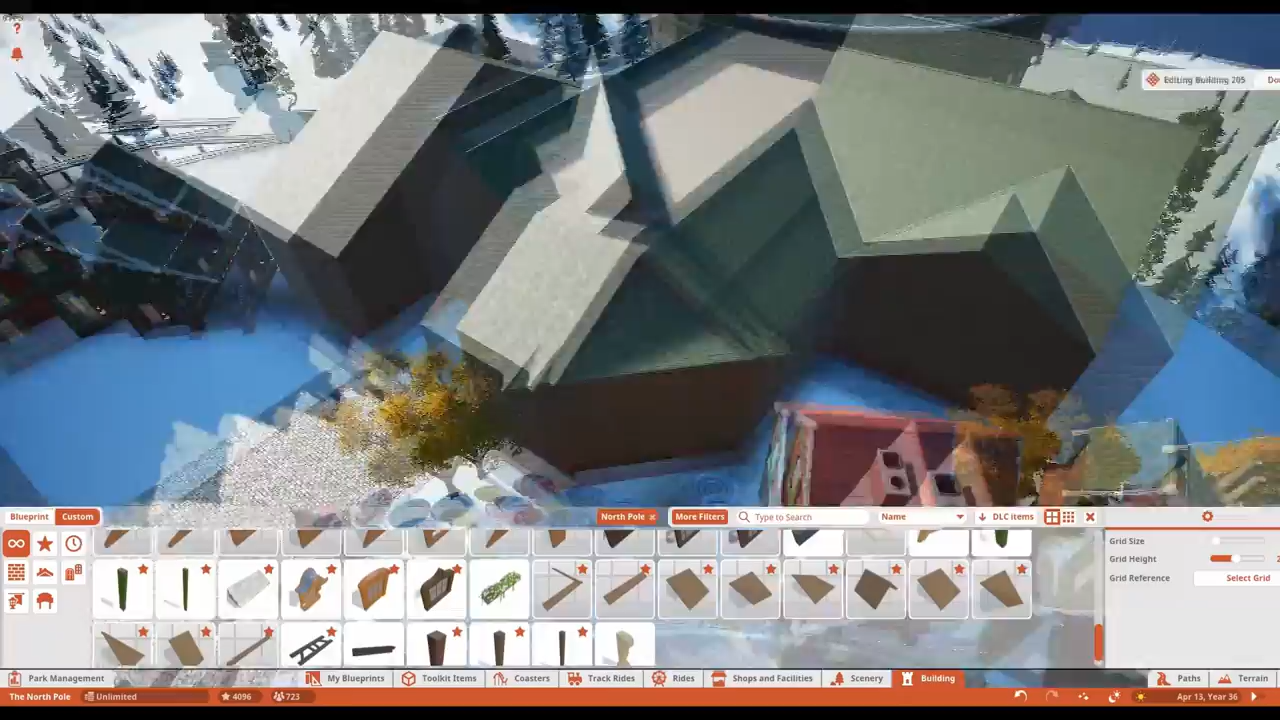 ?
Editing Building 205
Blueprint Custom North Pole × More Filters Type to Search Name DLC items
Grid Size
Grid Height
Grid Reference Select Grid
Park Management My Blueprints Toolkit Items Coasters Track Rides Rides Shops and Facilities Scenery Building Paths Terrain
The North Pole Unlimited 4096 723 Apr 13, Year 36